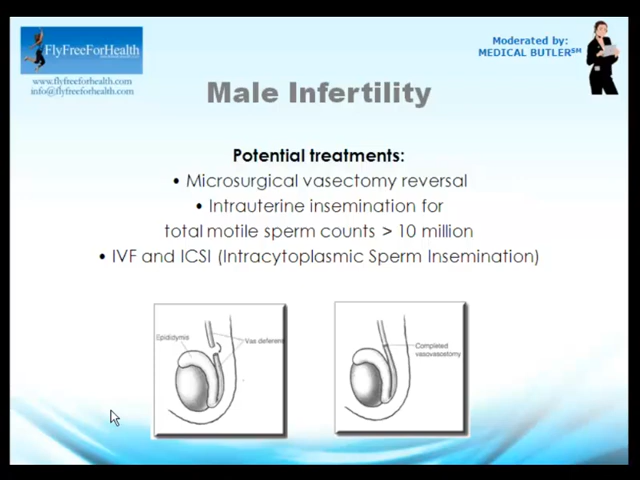 FlyFreeForHealth
www.flyfreeforhealth.com
info@flyfreeforhealth.com
Moderated by:
MEDICAL BUTLER℠
Male Infertility
Potential treatments:
• Microsurgical vasectomy reversal
• Intrauterine insemination for
total motile sperm counts > 10 million
• IVF and ICSI (Intracytoplasmic Sperm Insemination)
Epididymis
Vas deferens
Completed
vasovasectomy